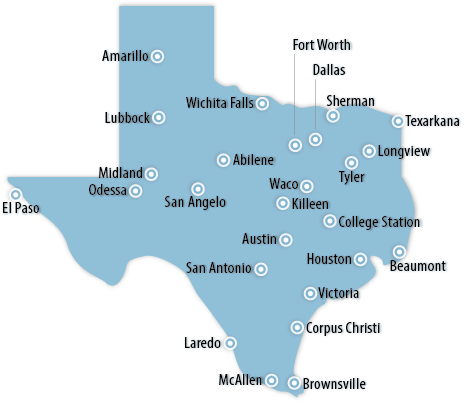 Fort Worth
Amarillo
Dallas
Wichita Falls
Sherman
Lubbock
Texarkana
Longview
Abilene
Midland
Tyler
Odessa
Waco
San Angelo
Killeen
El Paso
College Station
Austin
Houston
Beaumont
San Antonio
Victoria
Corpus Christi
Laredo
McAllen
Brownsville